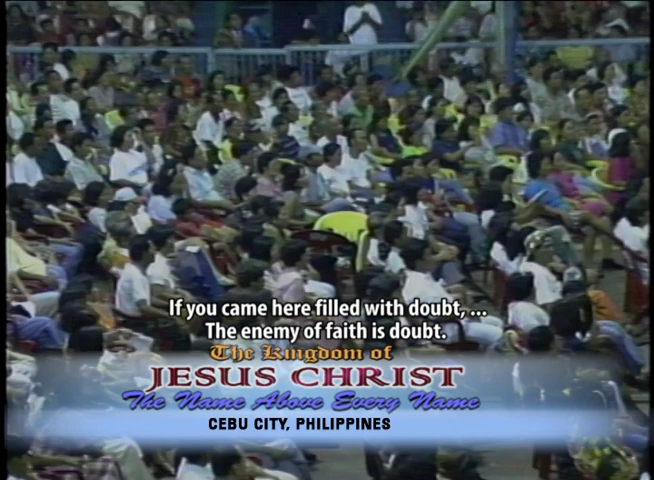 If you came here filled with doubt, ...
The enemy of faith is doubt.
The Kingdom of
JESUS CHRIST
The Name Above Every Name
CEBU CITY, PHILIPPINES